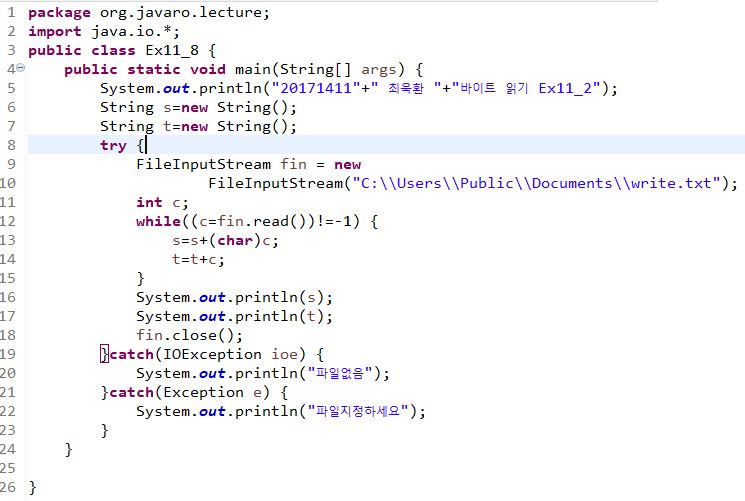 1 package org.javaro.lecture;
2 import java.io.*;
3 public class Ex11_8 {
4 public static void main(String[] args) {
5 System.out.println("20171411"+" 최욱환 "+"바이트 읽기 Ex11_2");
6 String s=new String();
7 String t=new String();
8 try {
9 FileInputStream fin = new
10 FileInputStream("C:\\Users\\Public\\Documents\\write.txt");
11 int c;
12 while((c=fin.read())!=-1) {
13 s=s+(char)c;
14 t=t+c;
15 }
16 System.out.println(s);
17 System.out.println(t);
18 fin.close();
19 }catch(IOException ioe) {
20 System.out.println("파일없음");
21 }catch(Exception e) {
22 System.out.println("파일지정하세요");
23 }
24 }
25
26 }